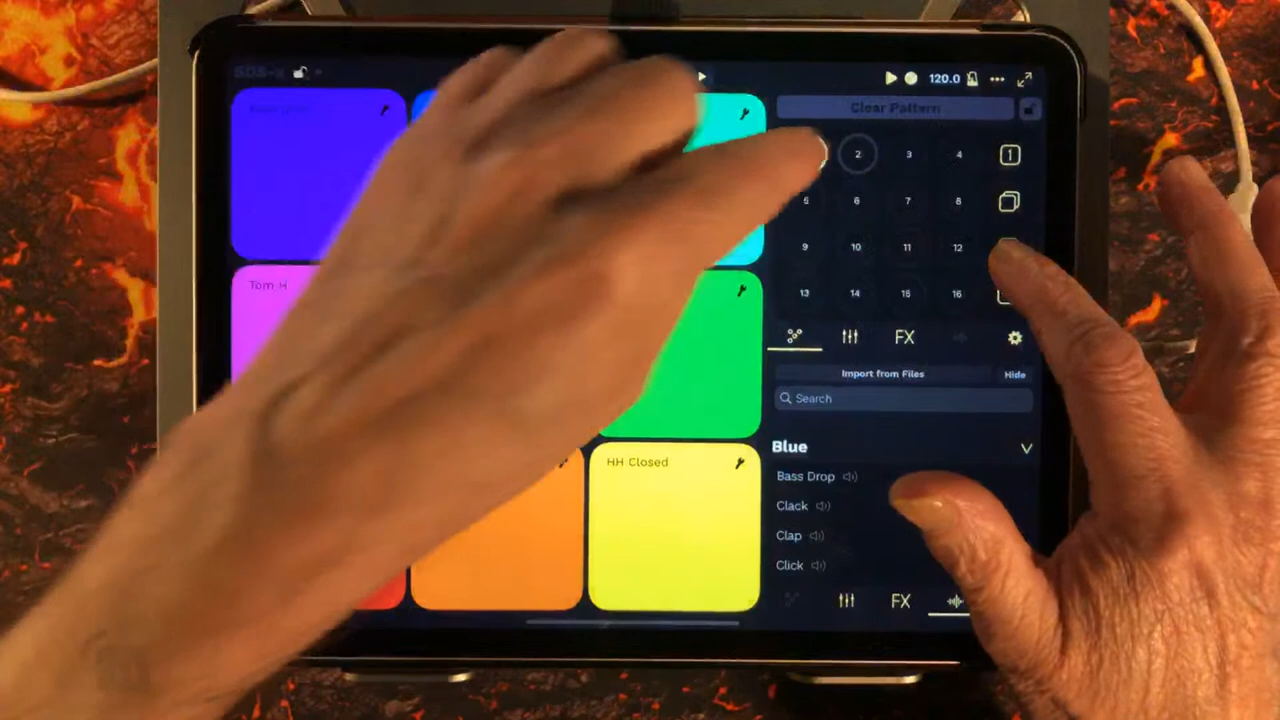 120.0
Clear Pattern
2 3 4 1
5 6 7 8
9 10 11 12
13 14 15 16
Tom H
FX
Import from Files Hide
Search
Blue
HH Closed
Bass Drop
Clack
Clap
Click
FX